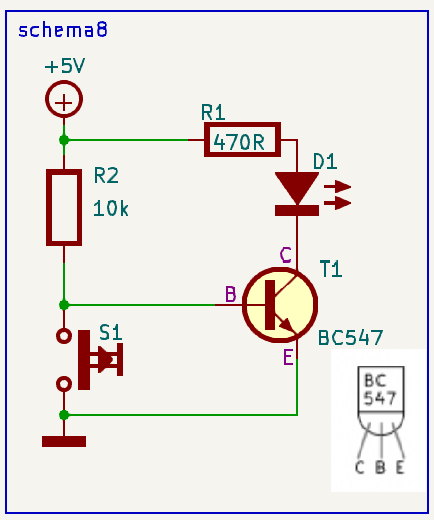 schema8
+5V
R1
470R
D1
R2
10k
C
T1
B
S1
BC547
E
BC
547
C B E